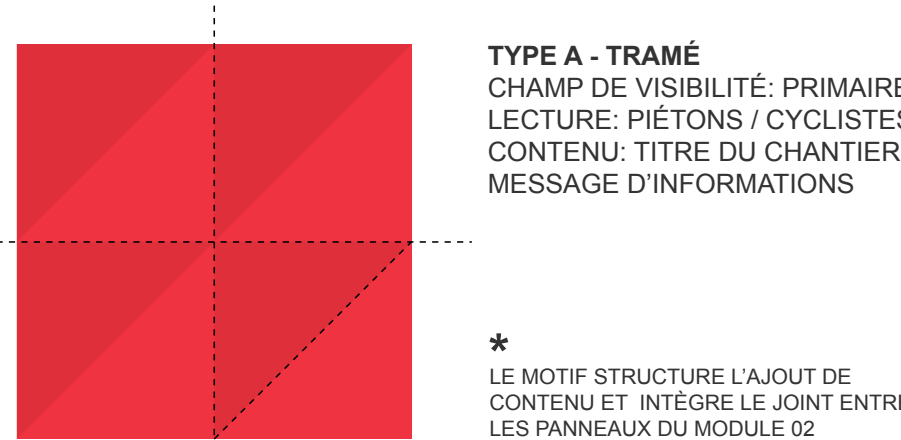 TYPE A - TRAMÉ
CHAMP DE VISIBILITÉ: PRIMAIRE
LECTURE: PIÉTONS / CYCLISTES
CONTENU: TITRE DU CHANTIER
MESSAGE D’INFORMATIONS
*
LE MOTIF STRUCTURE L’AJOUT DE
CONTENU ET INTÈGRE LE JOINT ENTRE
LES PANNEAUX DU MODULE 02